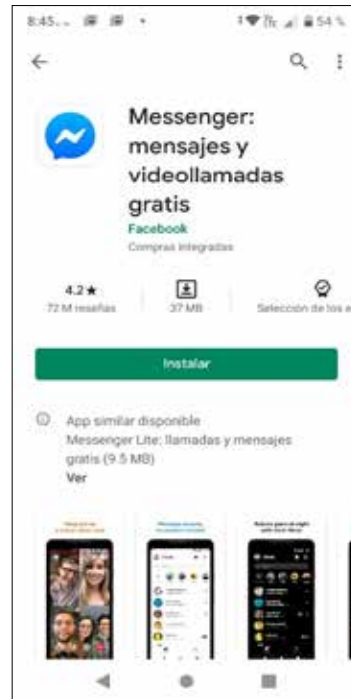 8:45
54 %
Messenger:
mensajes y
videollamadas
gratis
Facebook
Compras integradas
4.2★
72 M reseñas
37 MB
Selección de los e
Instalar
App similar disponible
Messenger Lite: llamadas y mensajes
gratis (9.5 MB)
Ver